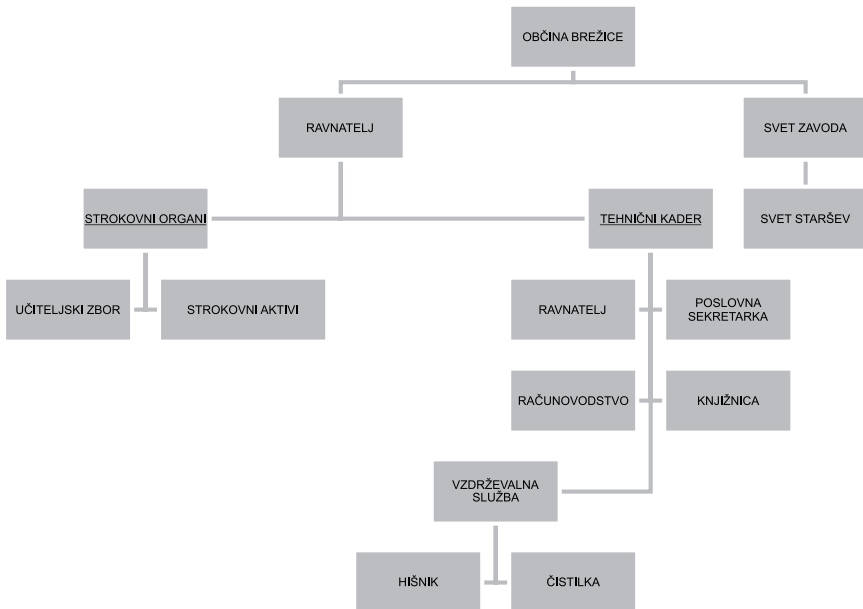 OBČINA BREŽICE
RAVNATELJ
SVET ZAVODA
STROKOVNI ORGANI
TEHNIČNI KADER
SVET STARŠEV
UČITELJSKI ZBOR
STROKOVNI AKTIVI
RAVNATELJ
POSLOVNA
SEKRETARKA
RAČUNOVODSTVO
KNJIŽNICA
VZDRŽEVALNA
SLUŽBA
HIŠNIK
ČISTILKA